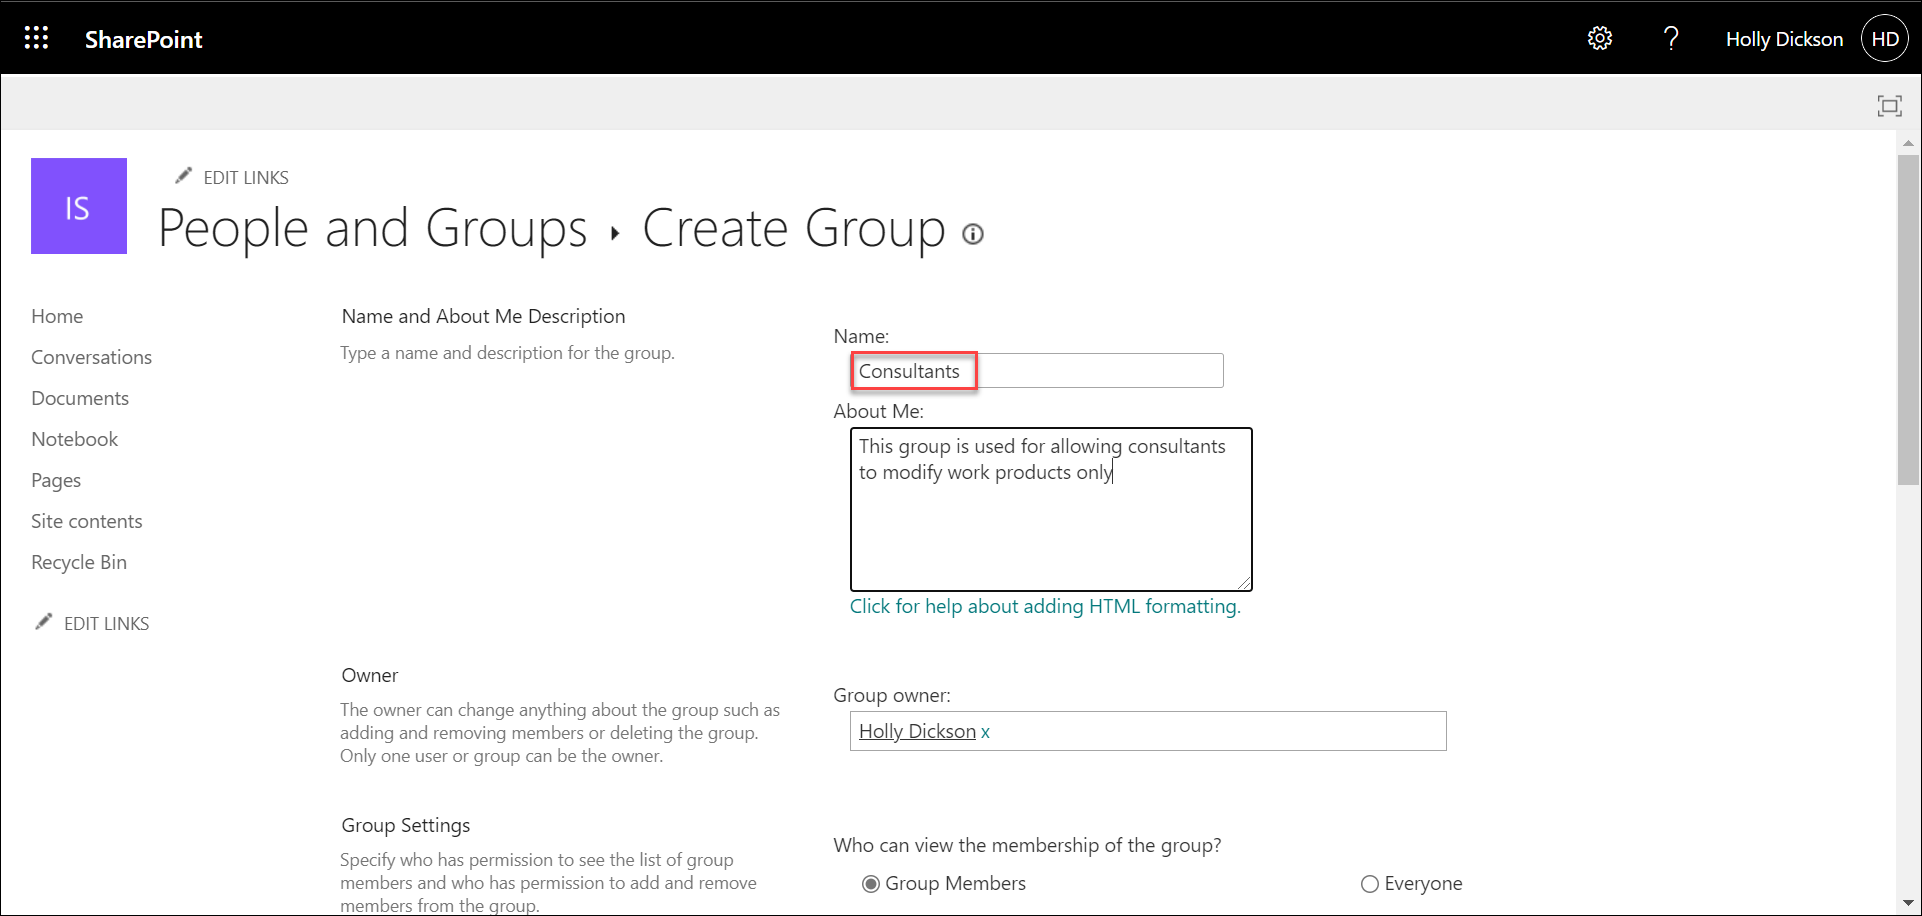 SharePoint
Holly Dickson
HD
IS
EDIT LINKS
People and Groups ▸ Create Group
Home
Conversations
Documents
Notebook
Pages
Site contents
Recycle Bin
EDIT LINKS
Name and About Me Description
Type a name and description for the group.
Name:
Consultants
About Me:
This group is used for allowing consultants
to modify work products only
Click for help about adding HTML formatting.
Owner
The owner can change anything about the group such as
adding and removing members or deleting the group.
Only one user or group can be the owner.
Group owner:
Holly Dickson x
Group Settings
Specify who has permission to see the list of group
members and who has permission to add and remove
members from the group.
Who can view the membership of the group?
Group Members
Everyone